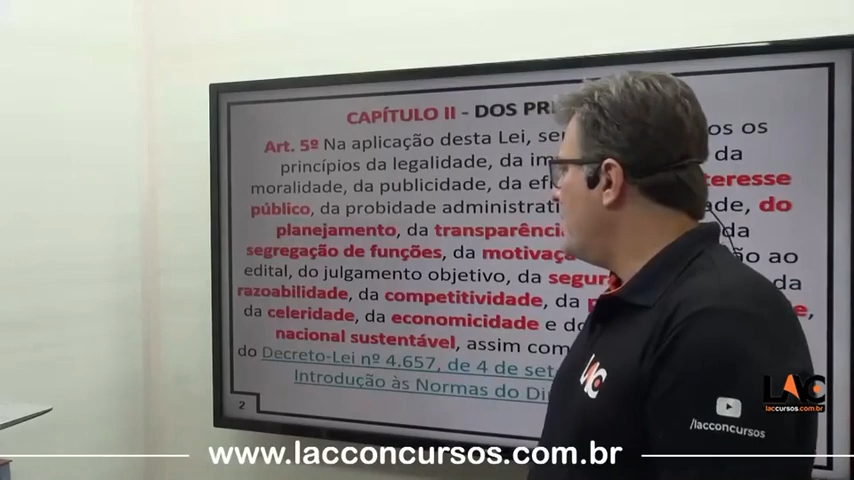 CAPÍTULO II - DOS PRI
Art. 5º Na aplicação desta Lei, ser os os
princípios da legalidade, da im da
moralidade, da publicidade, da efi teresse
público, da probidade administrati de, do
planejamento, da transparênci da
segregação de funções, da motivaç ão ao
edital, do julgamento objetivo, da segur da
razoabilidade, da competitividade, da p e,
da celeridade, da economicidade e do
nacional sustentável, assim com
do Decreto-Lei nº 4.657, de 4 de set
Introdução às Normas do Di
2
LAC
LAC
laccursos.com.br
/lacconcursos
www.lacconcursos.com.br